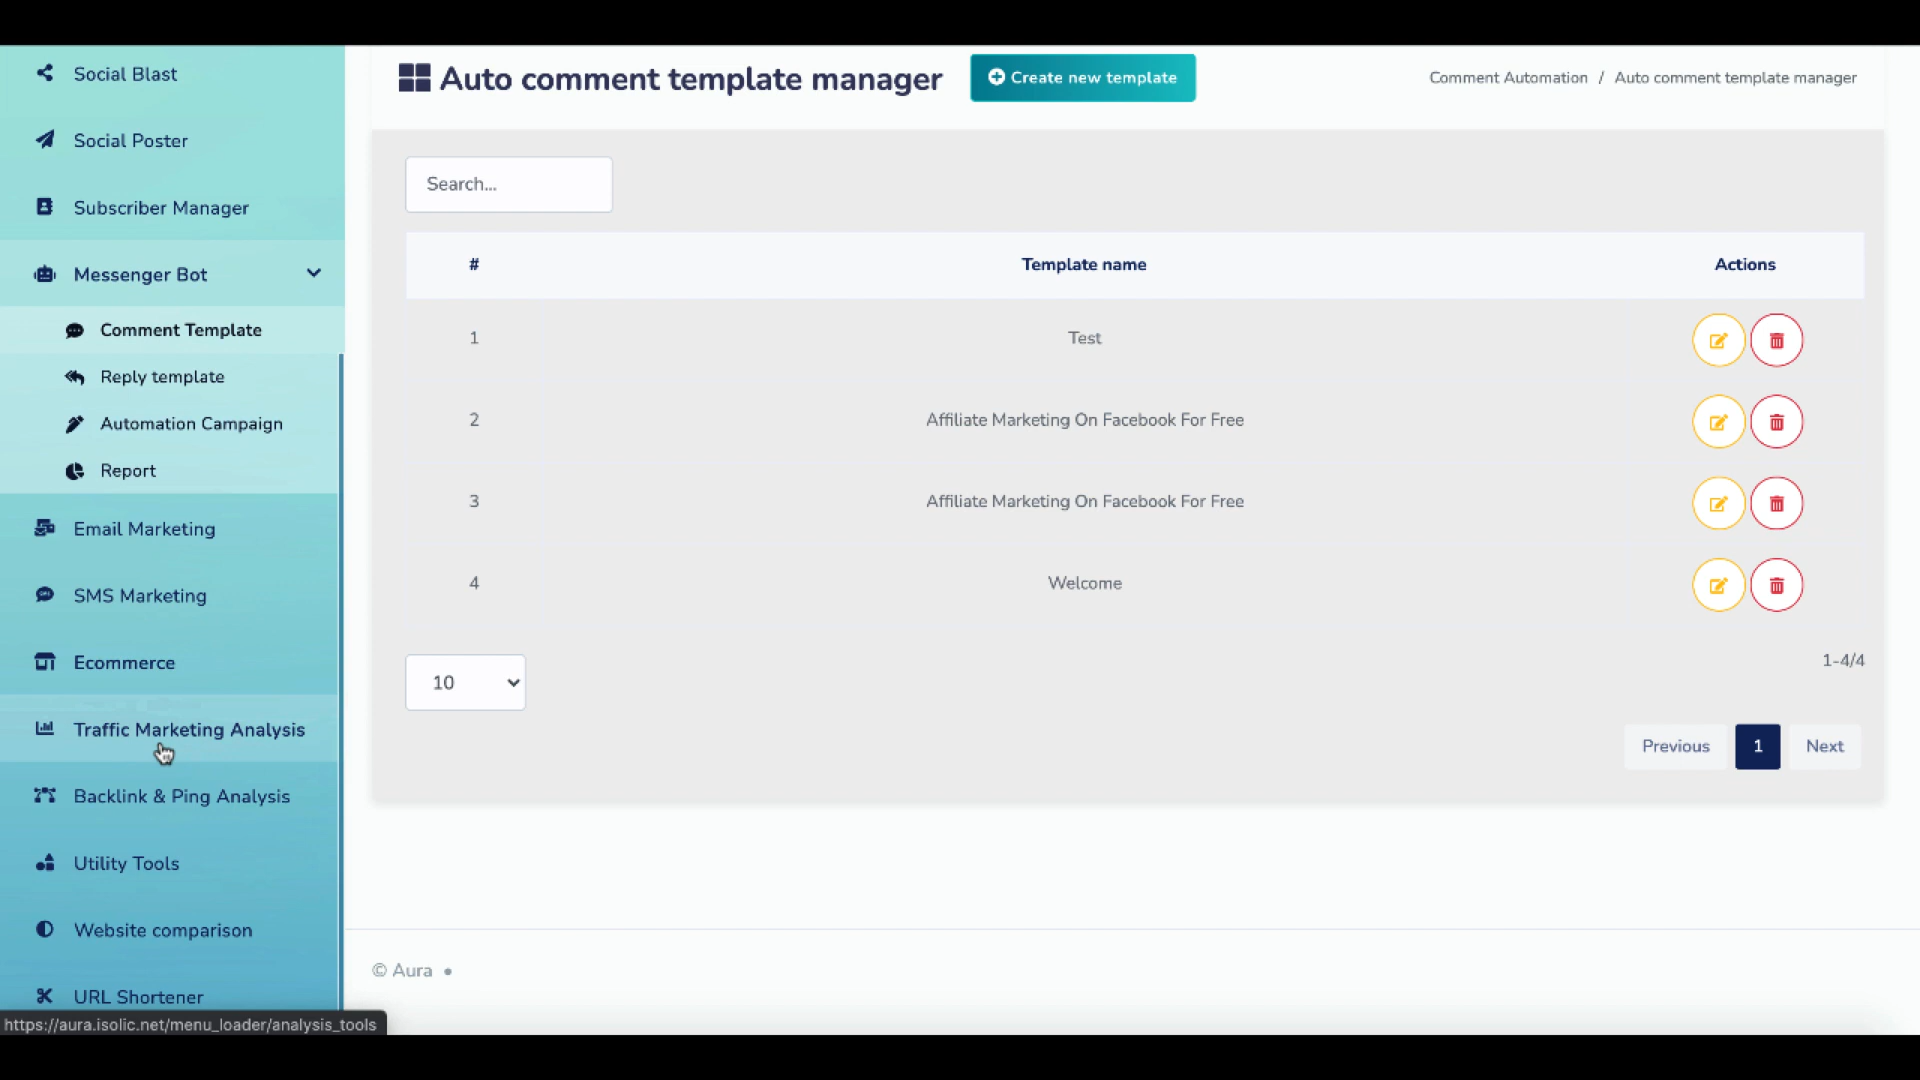 Social Blast
Social Poster
Subscriber Manager
Messenger Bot
Comment Template
Reply template
Automation Campaign
Report
Email Marketing
SMS Marketing
Ecommerce
Traffic Marketing Analysis
Backlink & Ping Analysis
Utility Tools
Website comparison
URL Shortener
https://aura.isolic.net/menu_loader/analysis_tools
Auto comment template manager
Create new template
Comment Automation / Auto comment template manager
Search...
# Template name Actions
1 Test
2 Affiliate Marketing On Facebook For Free
3 Affiliate Marketing On Facebook For Free
4 Welcome
10
1-4/4
Previous 1 Next
© Aura •